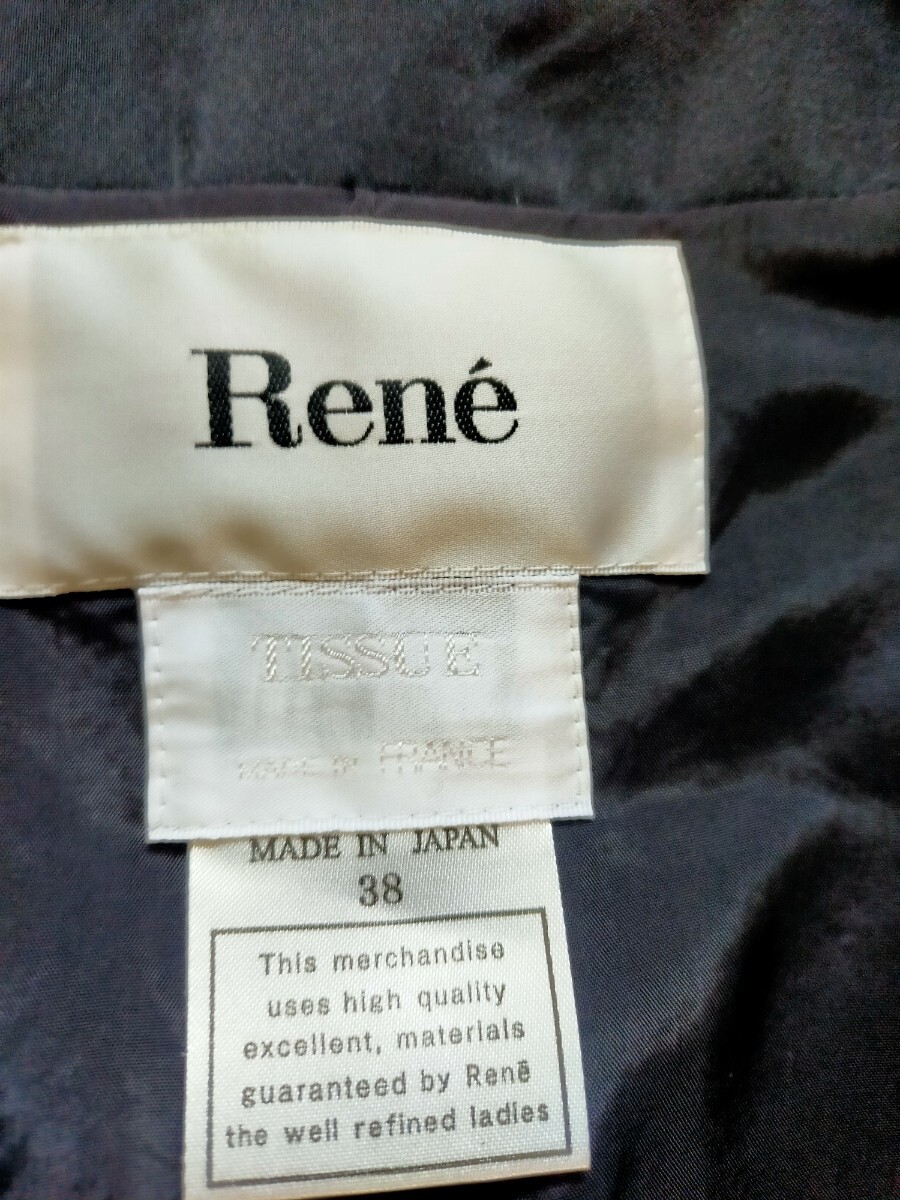 René
TISSUE
MADE IN FRANCE
MADE IN JAPAN
38
This merchandise
uses high quality
excellent, materials
guaranteed by René
the well refined ladies